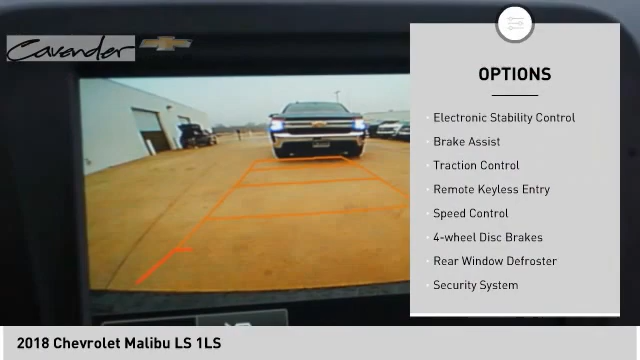 Cavender
OPTIONS
Electronic Stability Control
Brake Assist
Traction Control
Remote Keyless Entry
Speed Control
4-wheel Disc Brakes
Rear Window Defroster
Security System
2018 Chevrolet Malibu LS 1LS